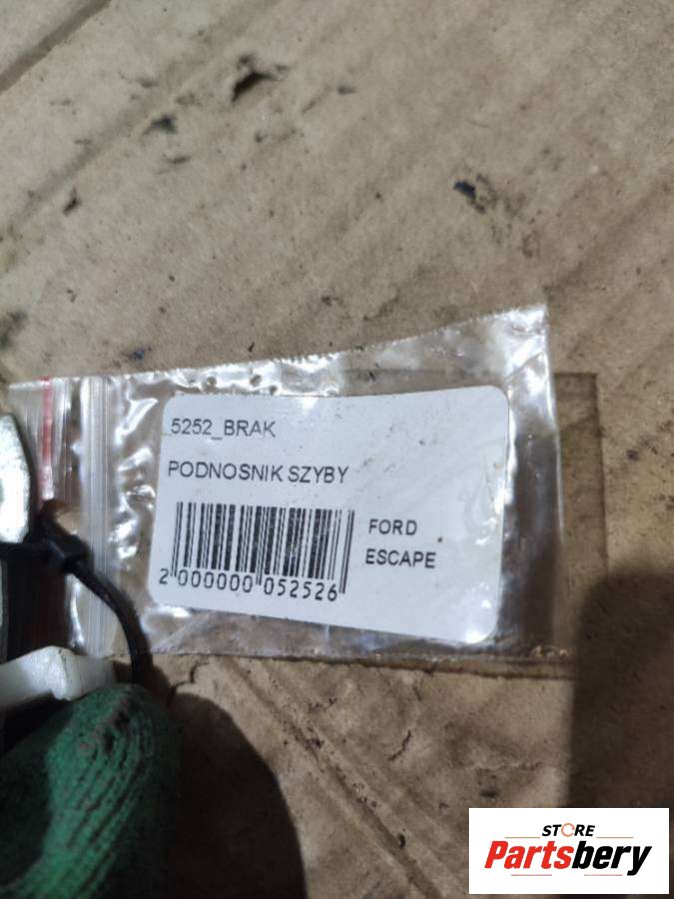 5252_BRAK
PODNOSNIK SZYBY
FORD
ESCAPE
2 000000 052526
STORE
Partsbery